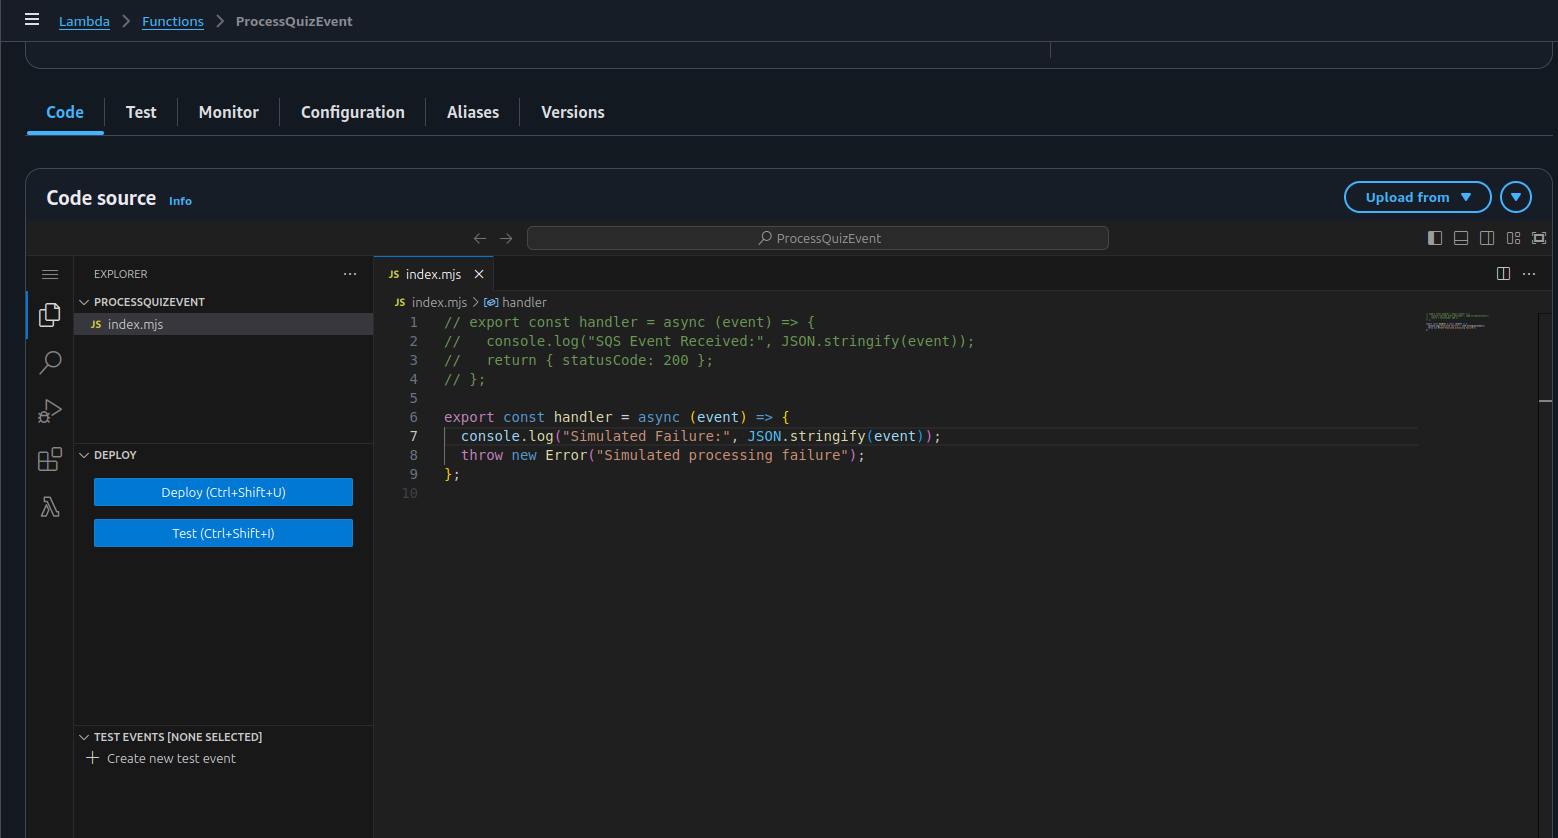 Lambda > Functions > ProcessQuizEvent
Code
Test
Monitor
Configuration
Aliases
Versions
Code source Info
Upload from
ProcessQuizEvent
EXPLORER
PROCESSQUIZEVENT
JS index.mjs
DEPLOY
Deploy (Ctrl+Shift+U)
Test (Ctrl+Shift+I)
TEST EVENTS [NONE SELECTED]
Create new test event
JS index.mjs
JS index.mjs > handler
1 // export const handler = async (event) => {
2 //   console.log("SQS Event Received:", JSON.stringify(event));
3 //   return { statusCode: 200 };
4 // };
5
6 export const handler = async (event) => {
7   console.log("Simulated Failure:", JSON.stringify(event));
8   throw new Error("Simulated processing failure");
9 };
10